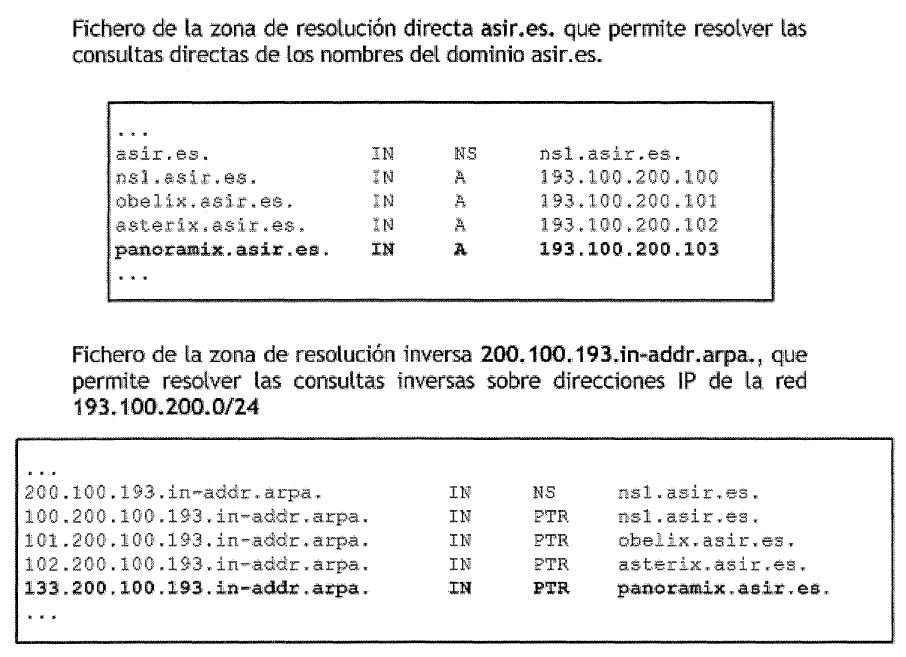 Fichero de la zona de resolución directa asir.es. que permite resolver las
consultas directas de los nombres del dominio asir.es.
...
asir.es. IN NS ns1.asir.es.
ns1.asir.es. IN A 193.100.200.100
obelix.asir.es. IN A 193.100.200.101
asterix.asir.es. IN A 193.100.200.102
panoramix.asir.es. IN A 193.100.200.103
...
Fichero de la zona de resolución inversa 200.100.193.in-addr.arpa., que
permite resolver las consultas inversas sobre direcciones IP de la red
193.100.200.0/24
...
200.100.193.in-addr.arpa. IN NS ns1.asir.es.
100.200.100.193.in-addr.arpa. IN PTR ns1.asir.es.
101.200.100.193.in-addr.arpa. IN PTR obelix.asir.es.
102.200.100.193.in-addr.arpa. IN PTR asterix.asir.es.
133.200.100.193.in-addr.arpa. IN PTR panoramix.asir.es.
...